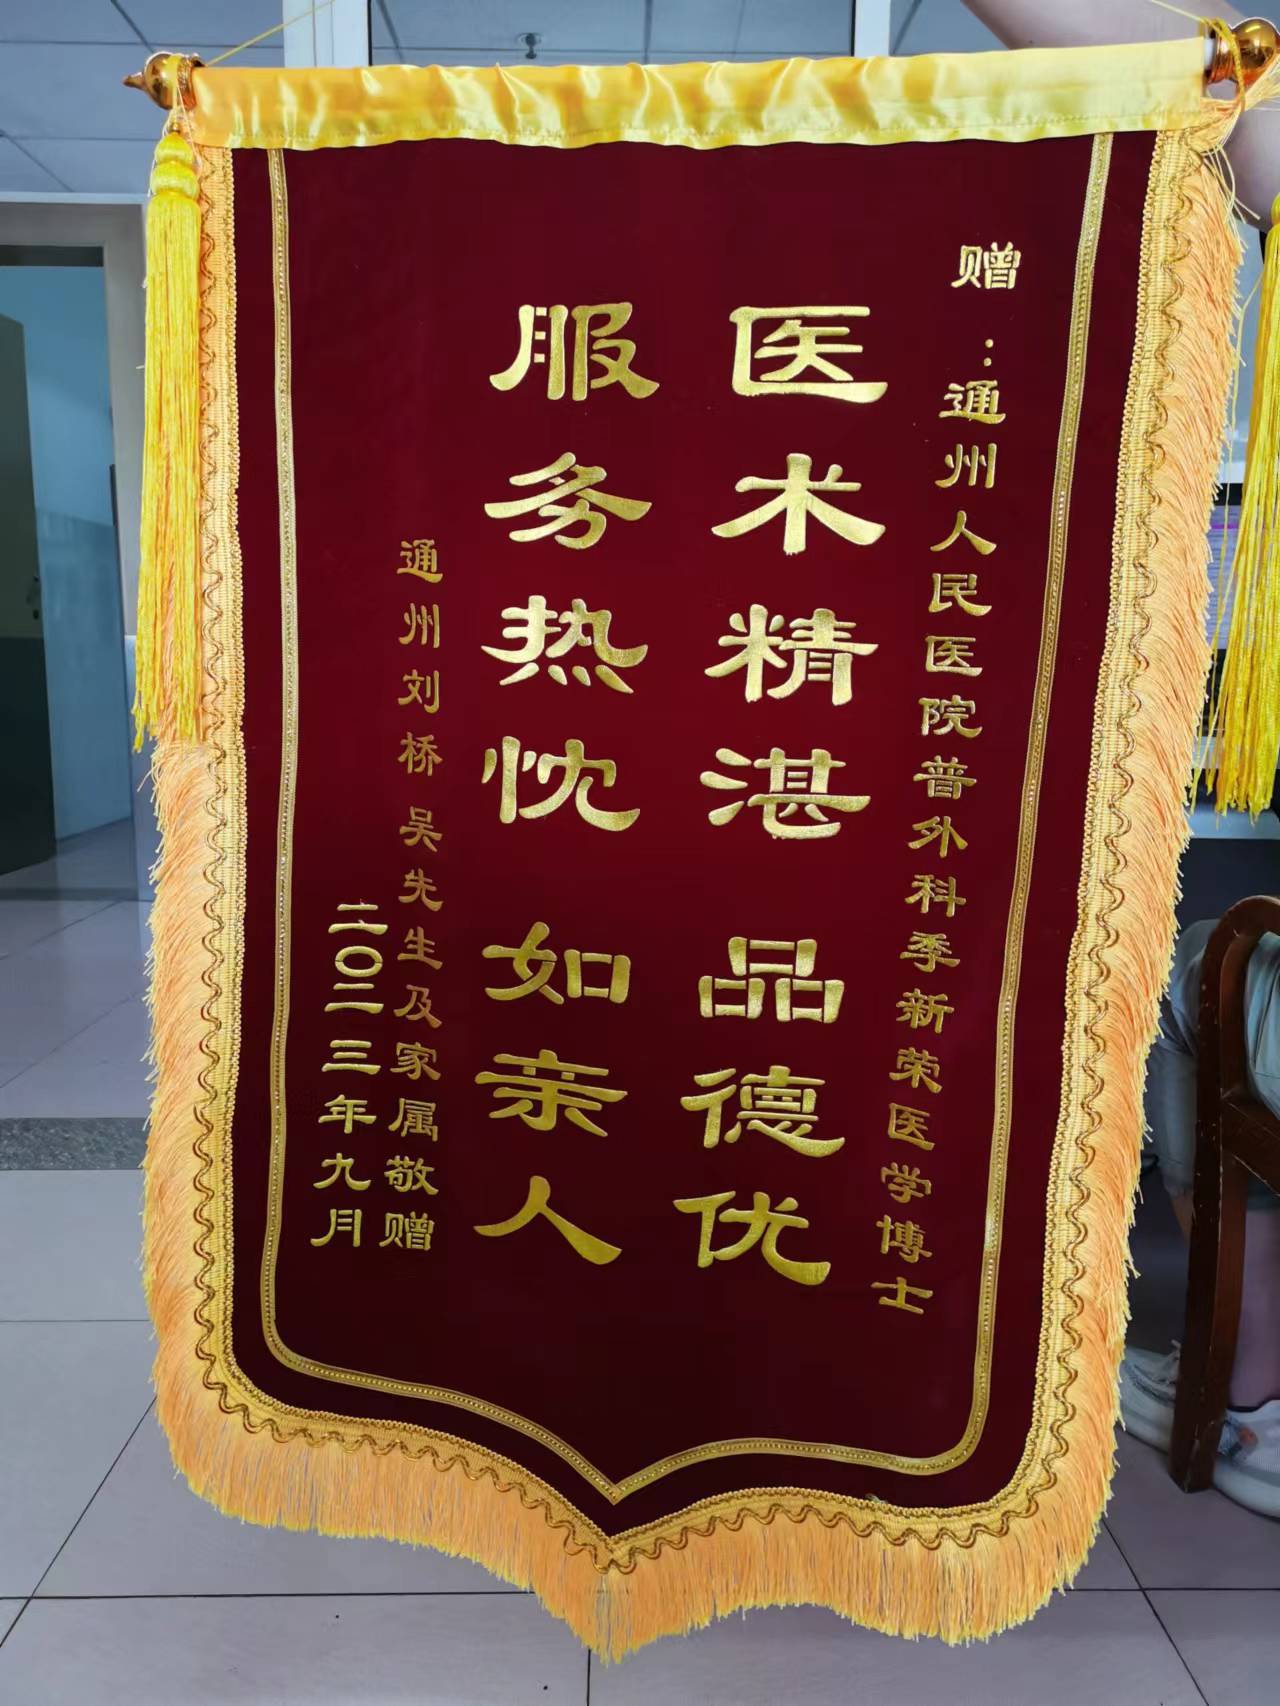 赠：通州人民医院普外科季新荣医学博士
医术精湛 品德优
服务热忱 如亲人
通州刘桥 吴先生及家属敬赠
二〇二三年九月